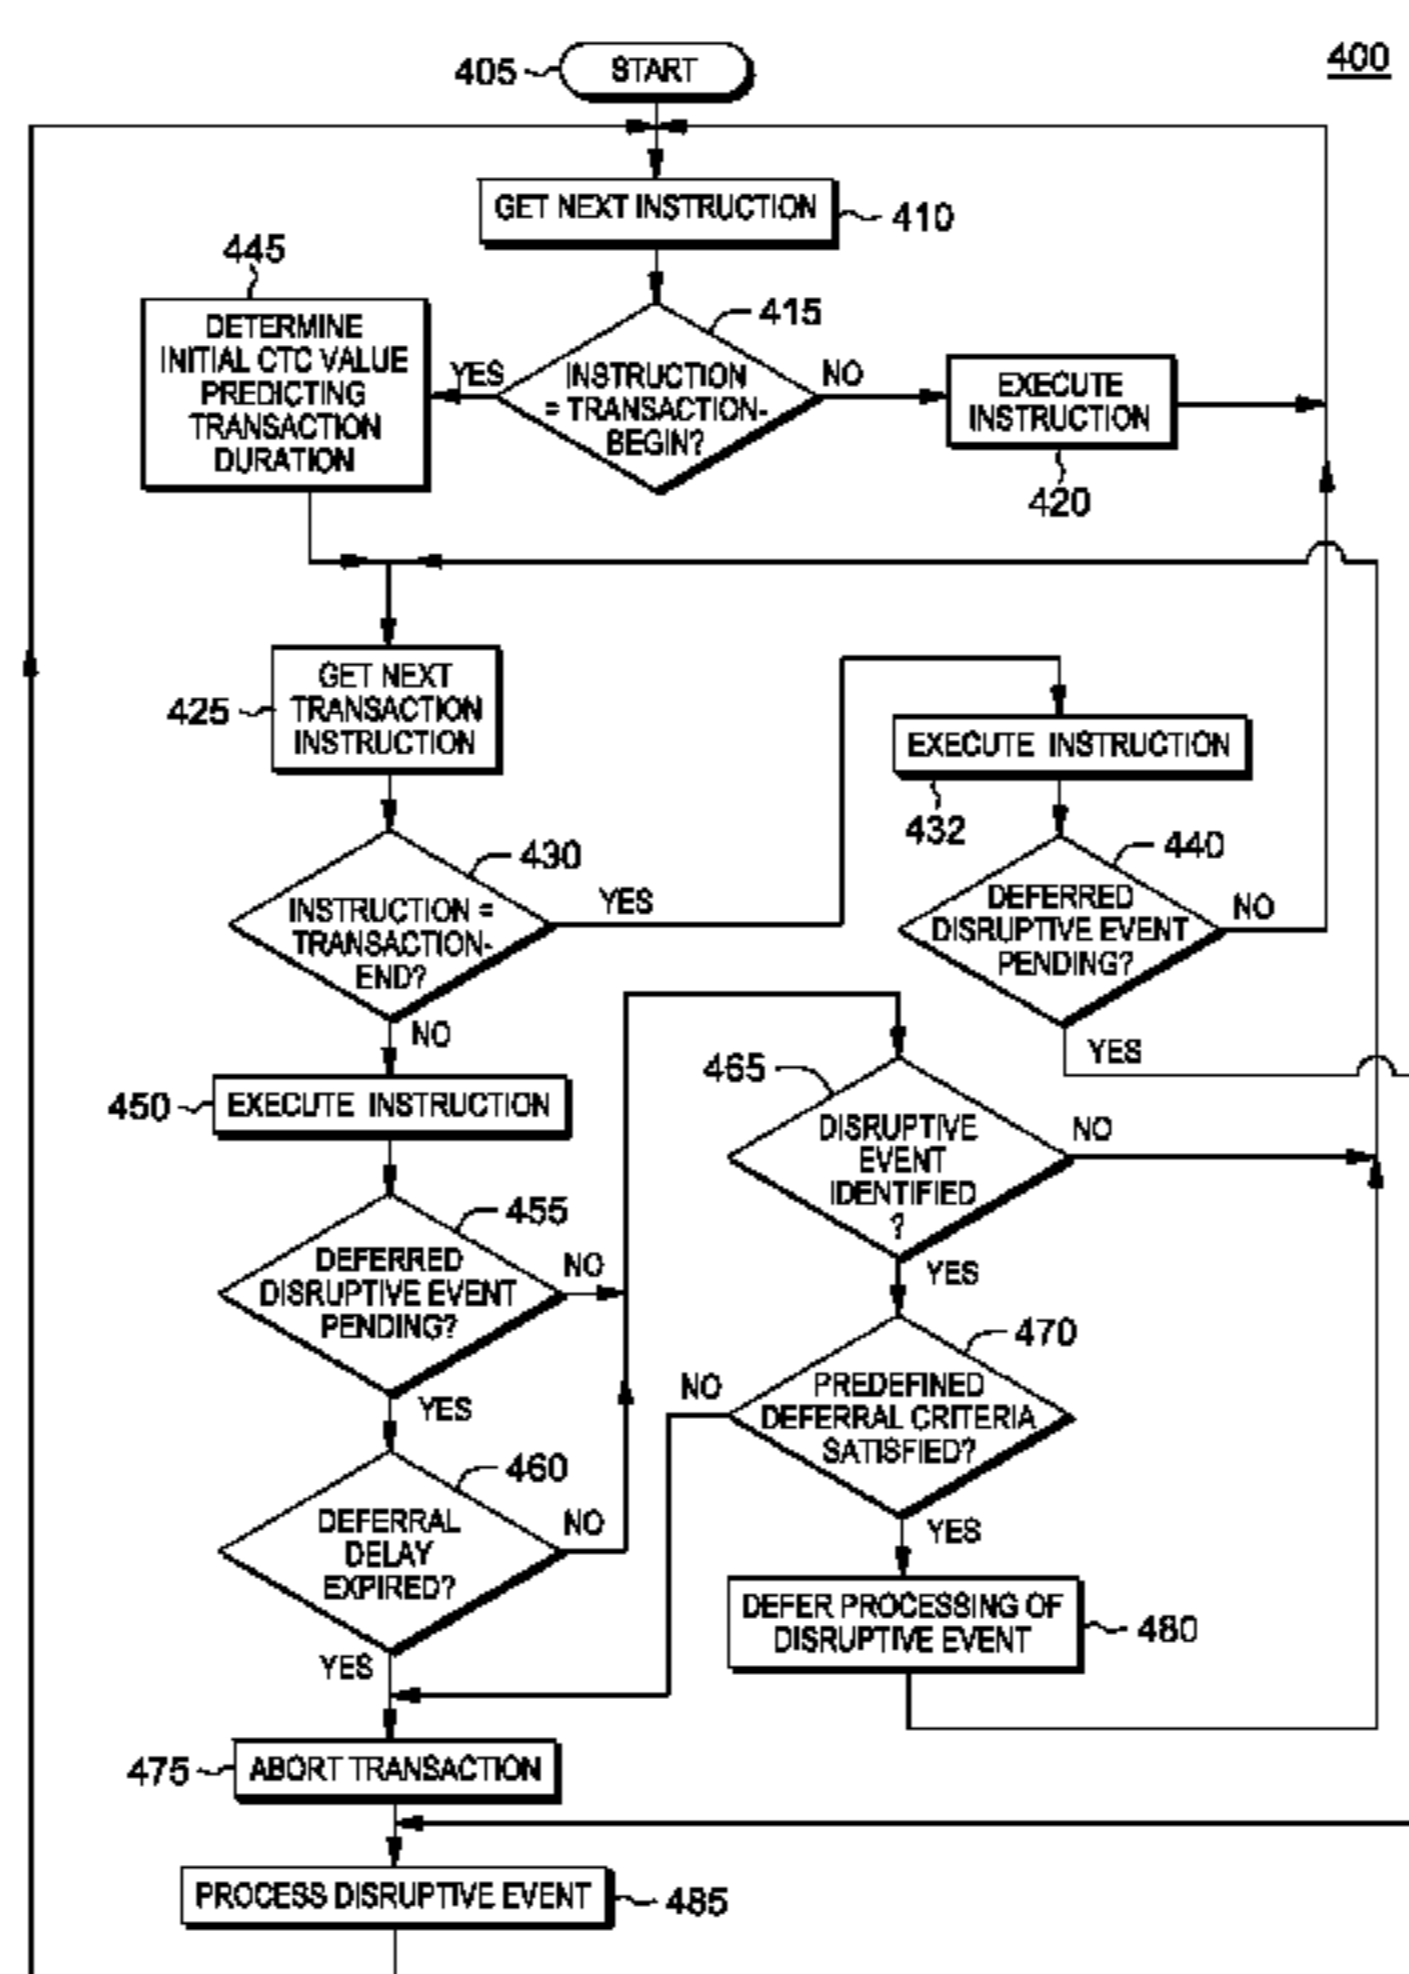 400
405
START
GET NEXT INSTRUCTION
410
445
DETERMINE
INITIAL CTC VALUE
PREDICTING
TRANSACTION
DURATION
YES
415
INSTRUCTION
= TRANSACTION-
BEGIN?
NO
EXECUTE
INSTRUCTION
420
425
GET NEXT
TRANSACTION
INSTRUCTION
EXECUTE INSTRUCTION
432
430
INSTRUCTION =
TRANSACTION-
END?
YES
NO
440
DEFERRED
DISRUPTIVE EVENT
PENDING?
NO
YES
450
EXECUTE INSTRUCTION
465
DISRUPTIVE
EVENT
IDENTIFIED
?
NO
YES
455
DEFERRED
DISRUPTIVE EVENT
PENDING?
NO
YES
470
PREDEFINED
DEFERRAL CRITERIA
SATISFIED?
NO
YES
460
DEFERRAL
DELAY
EXPIRED?
NO
YES
DEFER PROCESSING OF
DISRUPTIVE EVENT
480
475
ABORT TRANSACTION
PROCESS DISRUPTIVE EVENT
485